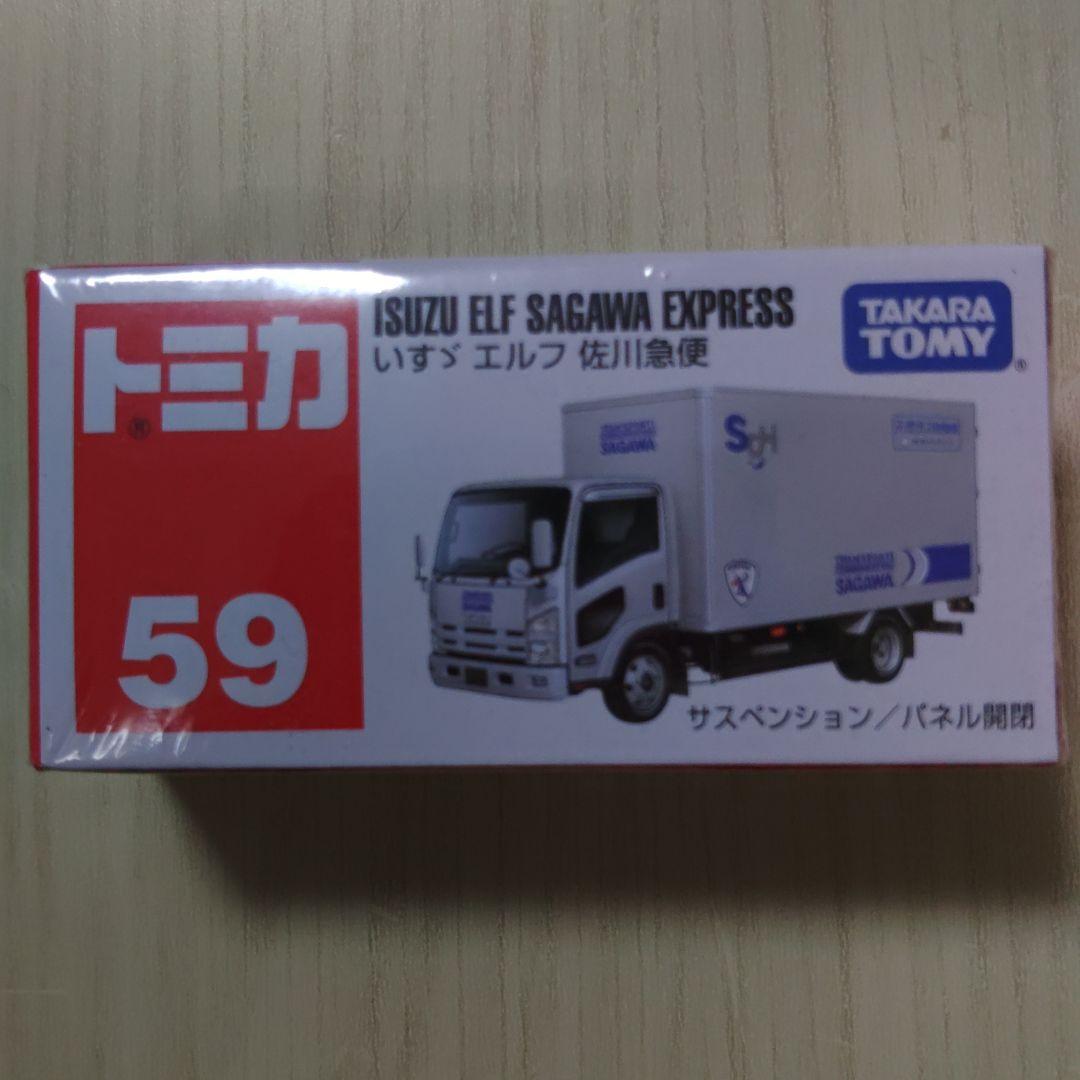 トミカ
®
59
ISUZU ELF SAGAWA EXPRESS
いすゞ エルフ 佐川急便
TAKARA
TOMY®
SAGAWA
SgH
SAGAWA
サスペンション/パネル開閉